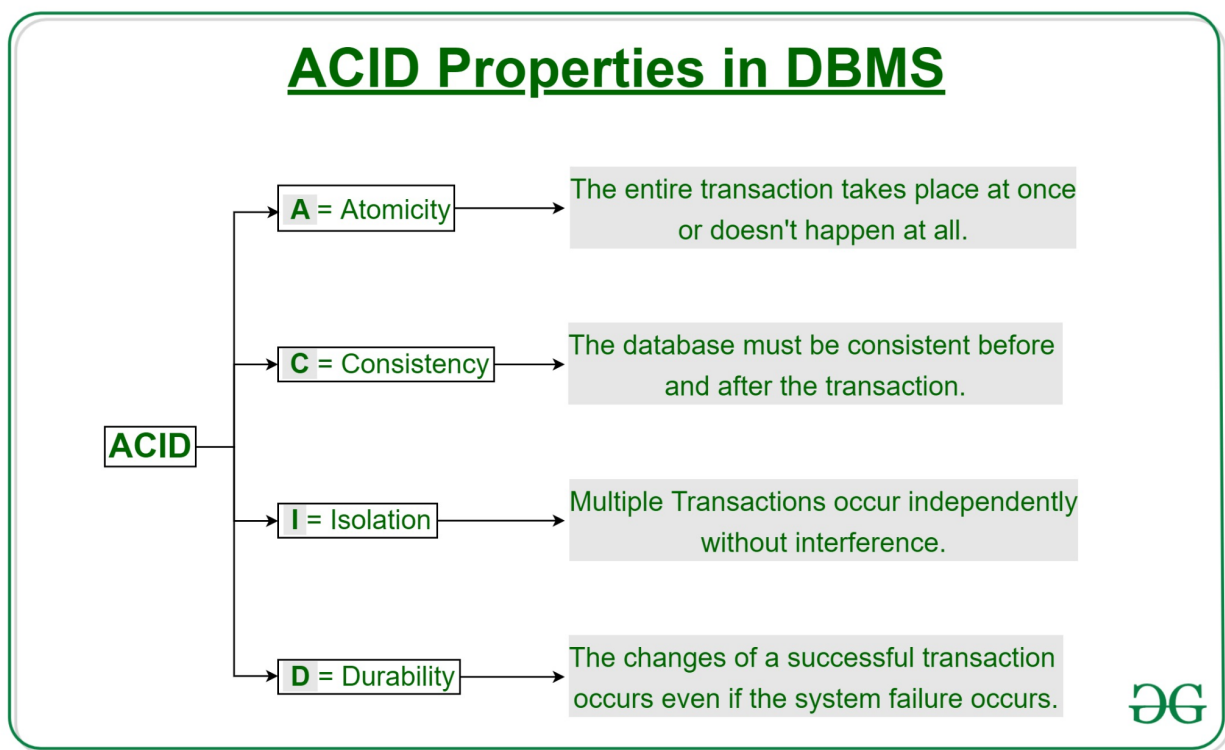 ACID Properties in DBMS
A = Atomicity
The entire transaction takes place at once
or doesn't happen at all.
C = Consistency
The database must be consistent before
and after the transaction.
ACID
I = Isolation
Multiple Transactions occur independently
without interference.
D = Durability
The changes of a successful transaction
occurs even if the system failure occurs.